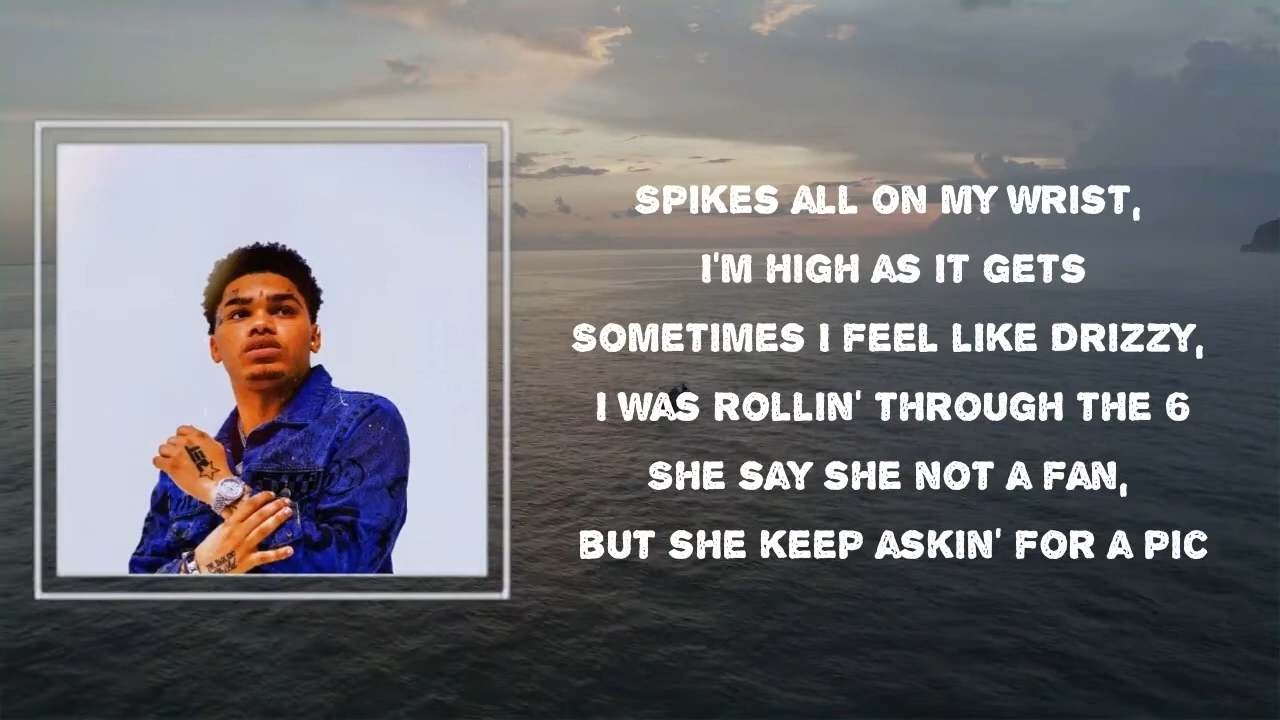 SPIKES ALL ON MY WRIST,
I'M HIGH AS IT GETS
SOMETIMES I FEEL LIKE DRIZZY,
I WAS ROLLIN' THROUGH THE 6
SHE SAY SHE NOT A FAN,
BUT SHE KEEP ASKIN' FOR A PIC